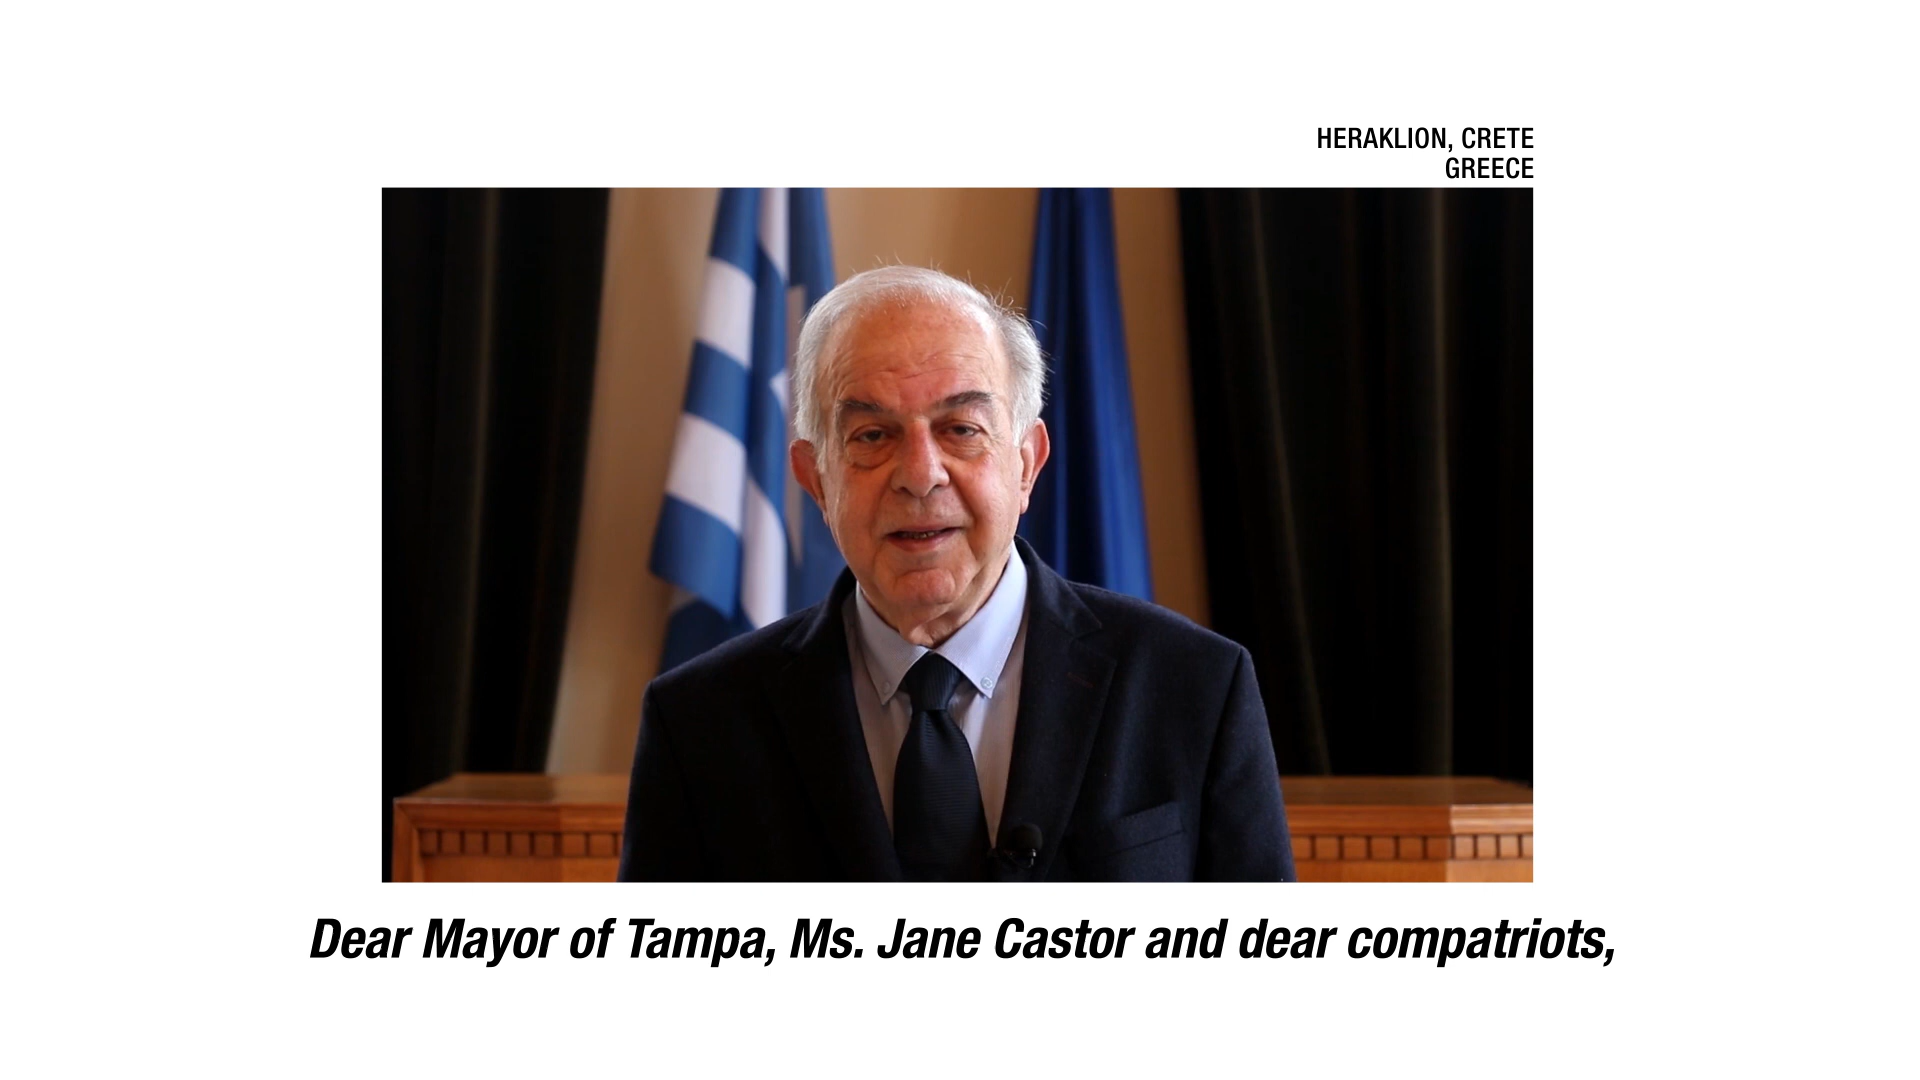 HERAKLION, CRETE
GREECE
Dear Mayor of Tampa, Ms. Jane Castor and dear compatriots,